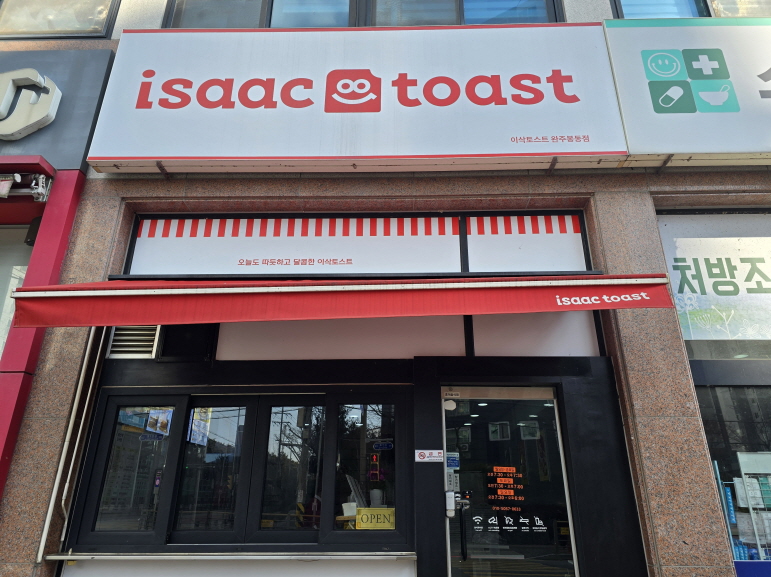 isaac toast
이삭토스트 완주봉동점
오늘도 따뜻하고 달콤한 이삭토스트
처방조
isaac toast
OPEN